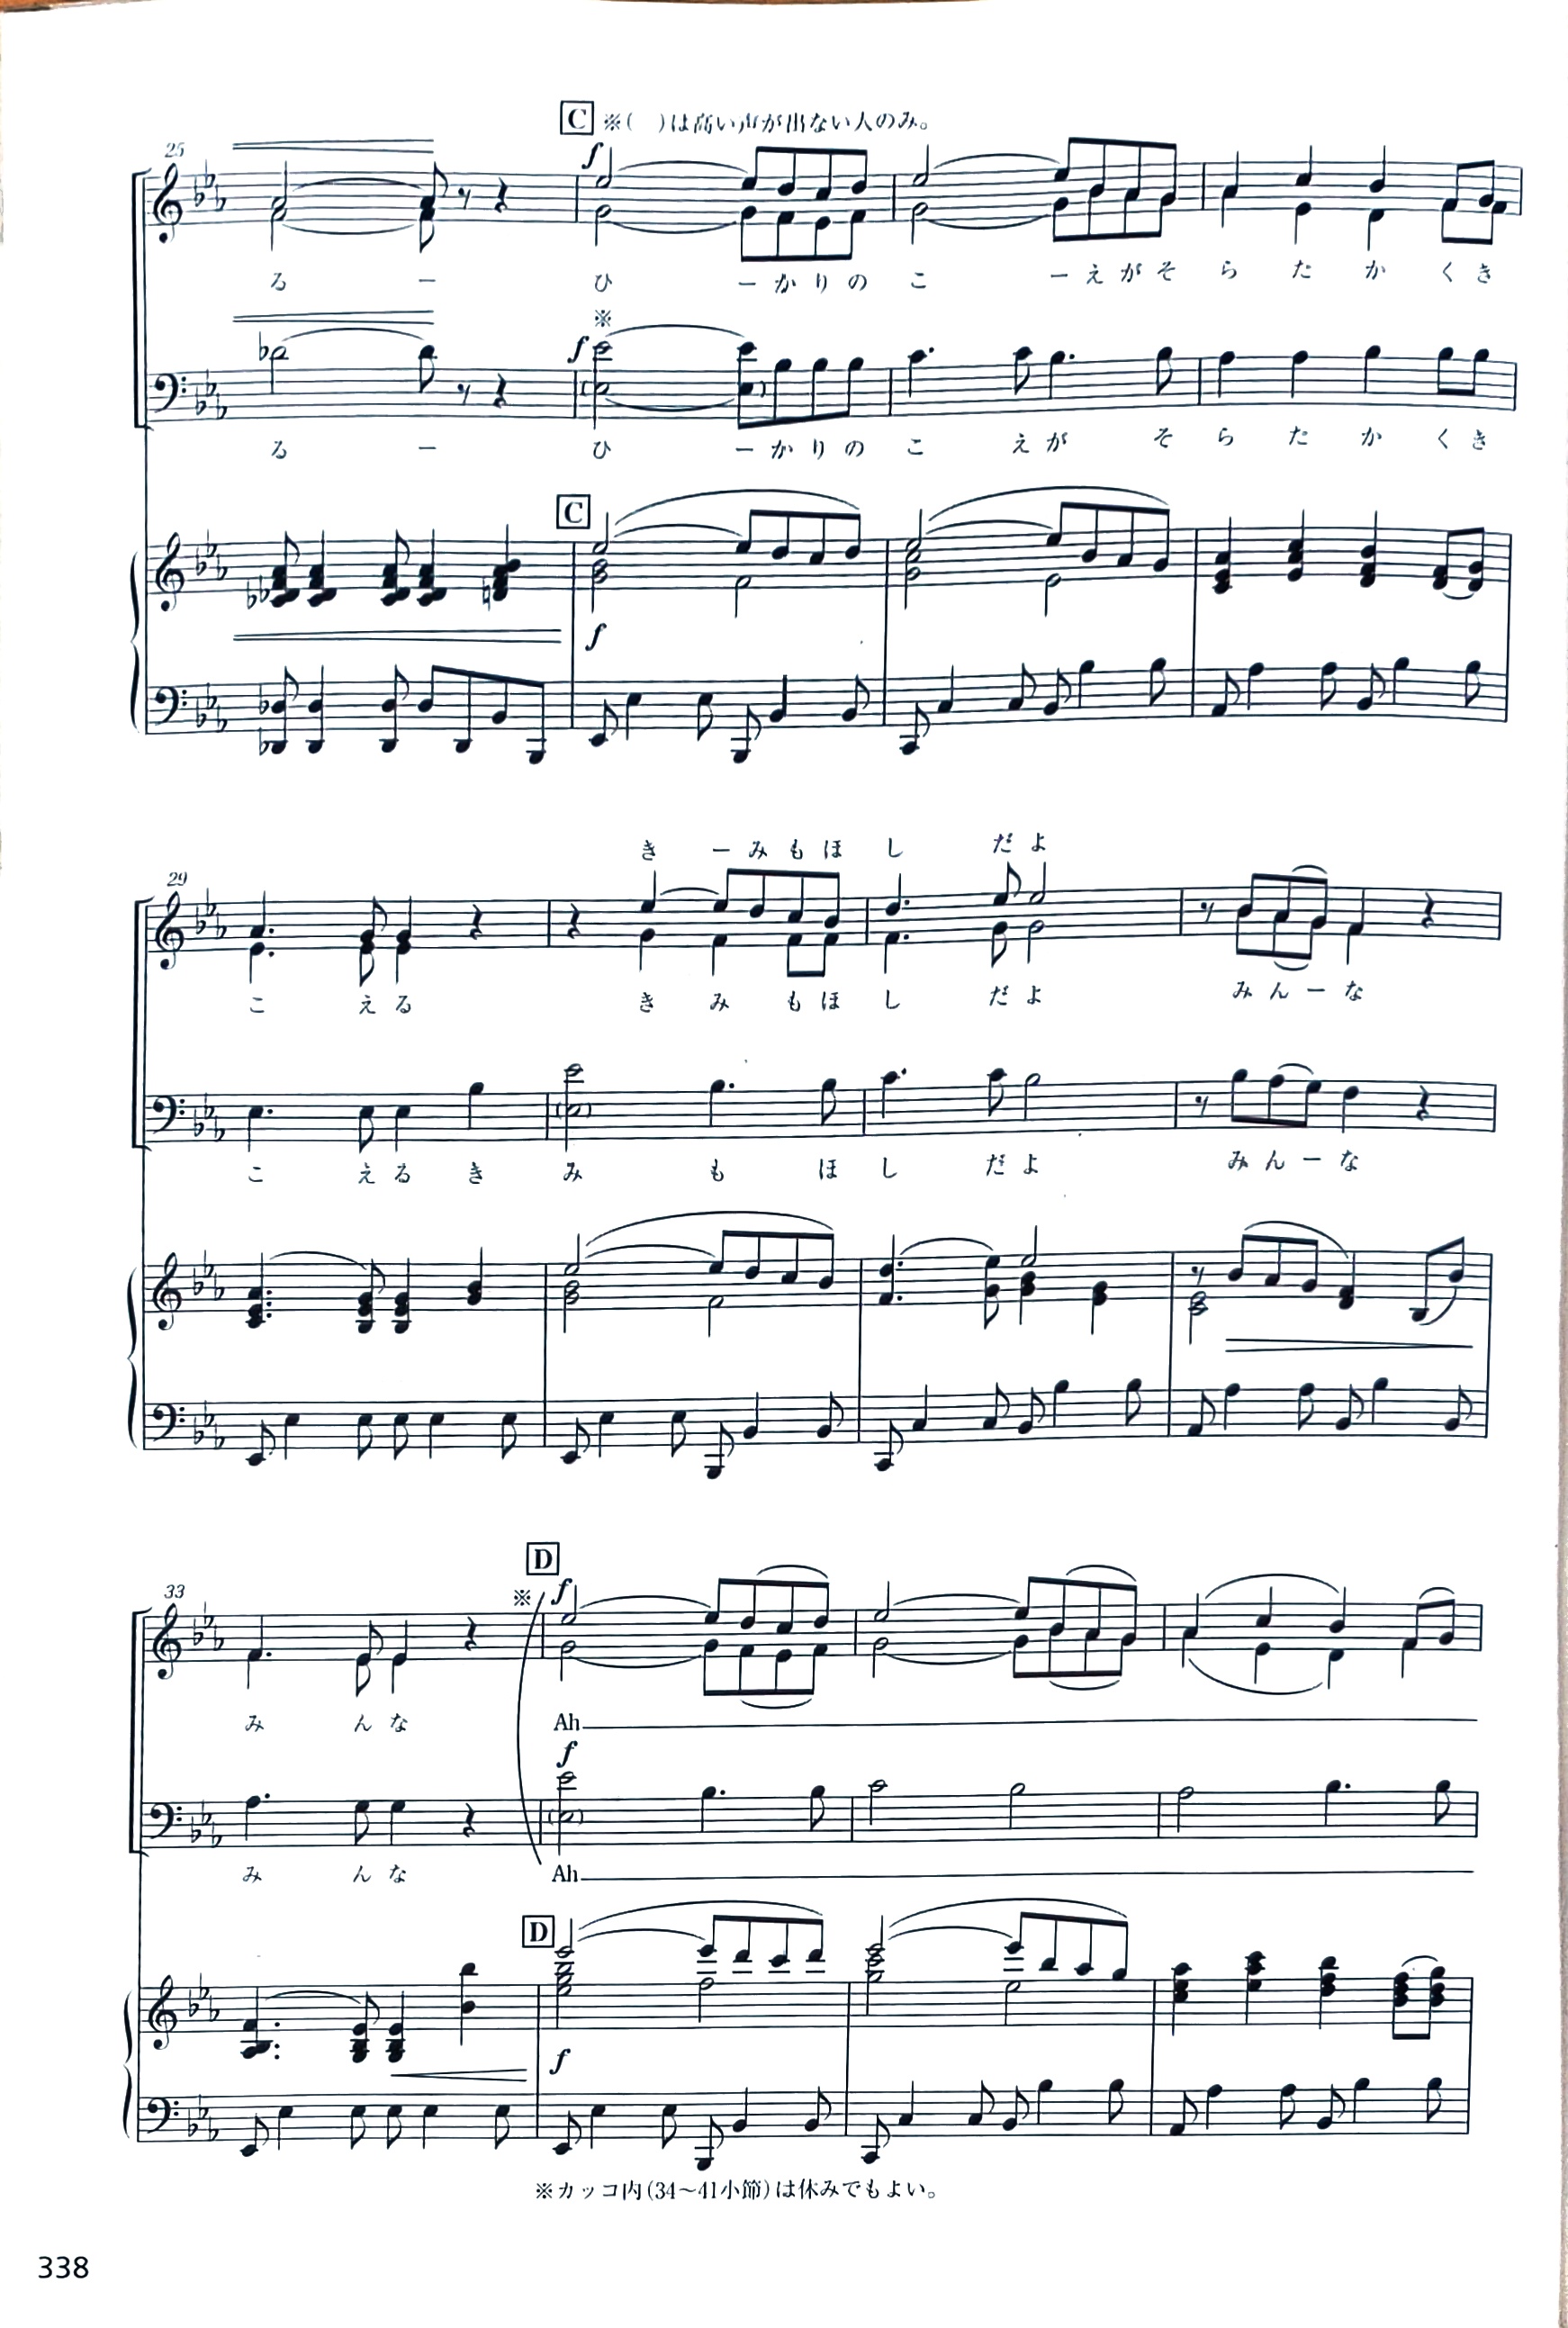 C ※( )は高い声が出ない人のみ。
25
f
る ー ひ ーかりの こ ーえがそ ら た か くき
※
f
る ー ひ ーかりの こ えが そ ら た か くき
C
f
き ーみもほ し だよ
29
こ える き み もほ し だよ みんーな
こ える き み も ほ し だよ みんーな
D
33
※ f
み んな Ah
f
み んな Ah
D
f
※カッコ内(34〜41小節)は休みでもよい。
338